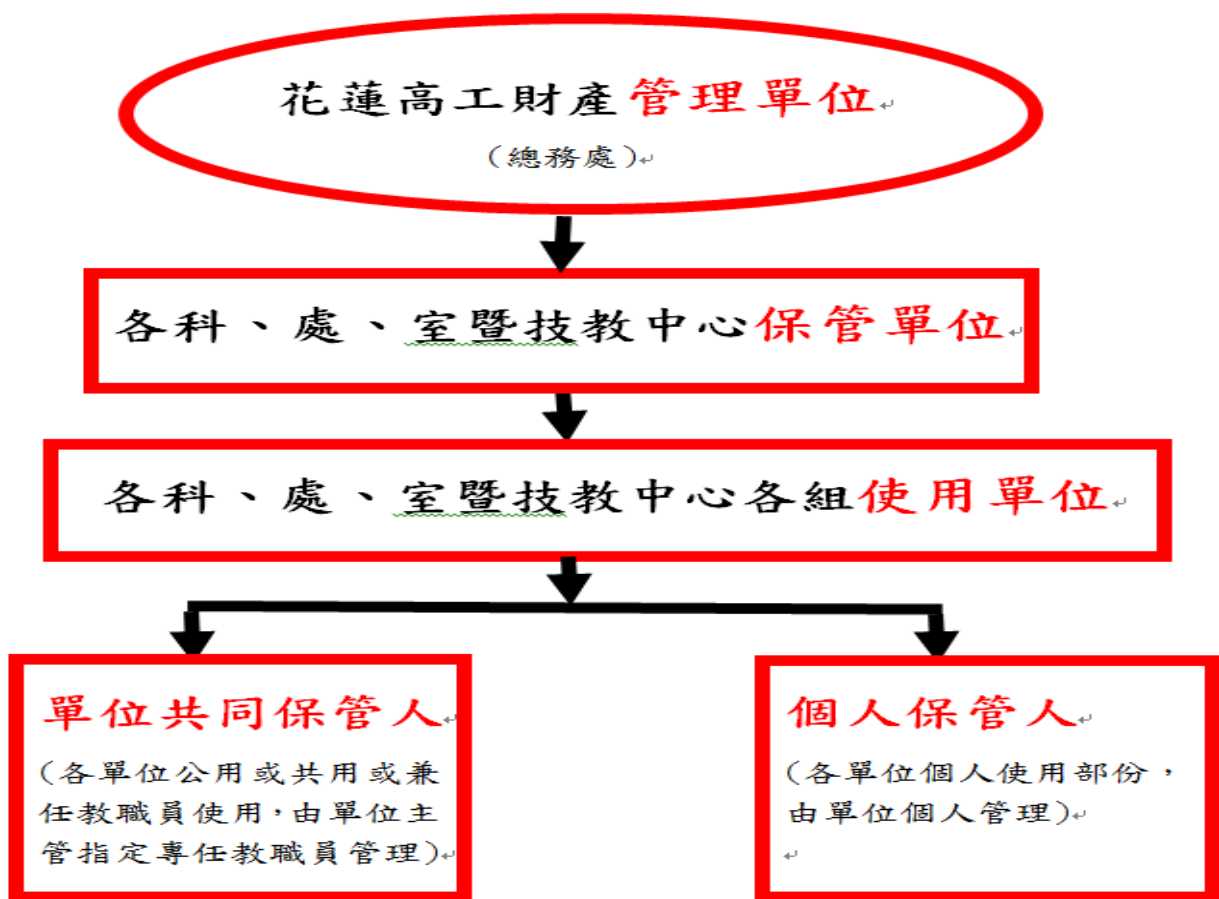 花蓮高工財產管理單位
(總務處)
各科、處、室暨技教中心保管單位
各科、處、室暨技教中心各組使用單位
單位共同保管人
(各單位公用或共用或兼
任教職員使用,由單位主
管指定專任教職員管理)
個人保管人
(各單位個人使用部份,
由單位個人管理)